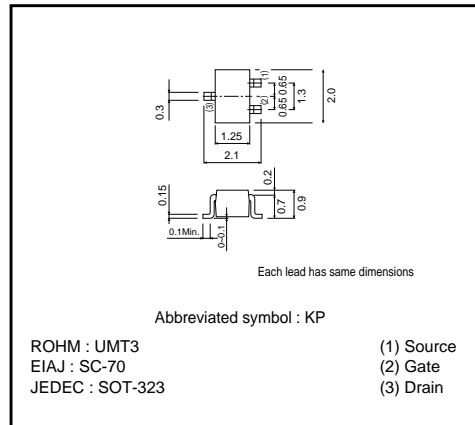 (1)
0.65
0.65
1.3
2.0
(2)
(3)
0.3
1.25
2.1
0.2
0.15
0.7
0.9
0.1Min.
0~0.1
Each lead has same dimensions
Abbreviated symbol : KP
ROHM : UMT3
(1) Source
EIAJ : SC-70
(2) Gate
JEDEC : SOT-323
(3) Drain